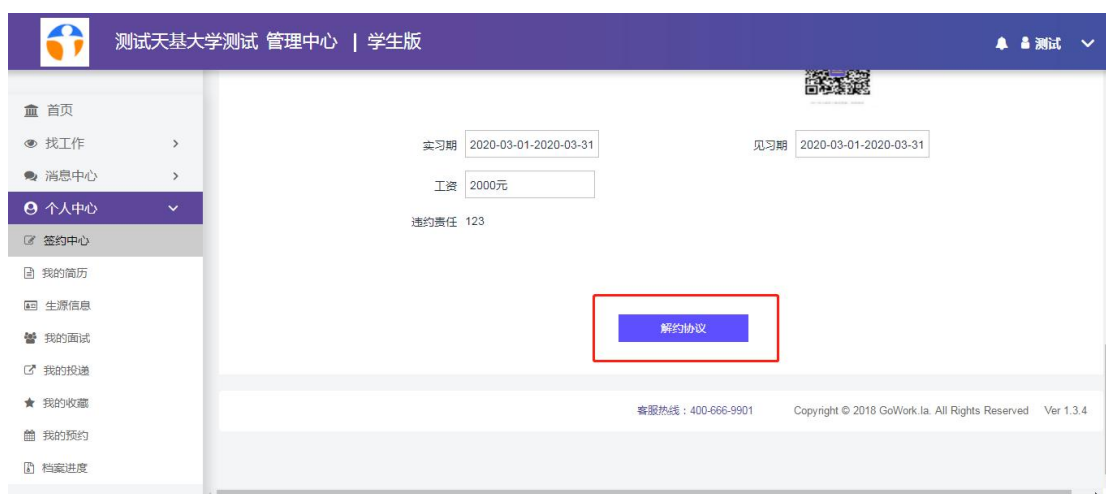 测试天基大学测试 管理中心 | 学生版
测试
首页
找工作
消息中心
个人中心
签约中心
我的简历
生源信息
我的面试
我的投递
我的收藏
我的预约
档案进度
实习期 2020-03-01-2020-03-31
见习期 2020-03-01-2020-03-31
工资 2000元
违约责任 123
解约协议
客服热线：400-666-9901 Copyright © 2018 GoWork.la. All Rights Reserved Ver 1.3.4